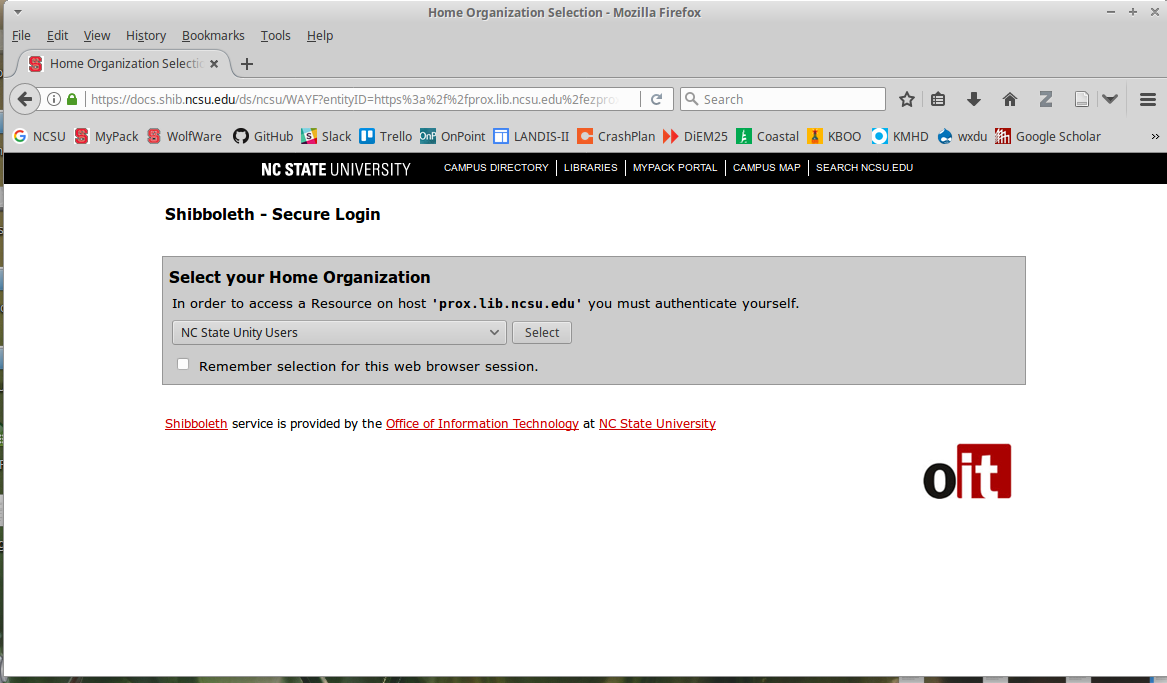 Home Organization Selection - Mozilla Firefox
File Edit View History Bookmarks Tools Help
Home Organization Selectio
https://docs.shib.ncsu.edu/ds/ncsu/WAYF?entityID=https%3a%2f%2fprox.lib.ncsu.edu%2fezpro Search
NCSU MyPack WolfWare GitHub Slack Trello OnP OnPoint LANDIS-II CrashPlan DiEM25 Coastal KBOO KMHD wxdu Google Scholar »
NC STATE UNIVERSITY CAMPUS DIRECTORY LIBRARIES MYPACK PORTAL CAMPUS MAP SEARCH NCSU.EDU
Shibboleth - Secure Login
Select your Home Organization
In order to access a Resource on host 'prox.lib.ncsu.edu' you must authenticate yourself.
NC State Unity Users Select
Remember selection for this web browser session.
Shibboleth service is provided by the Office of Information Technology at NC State University
oit